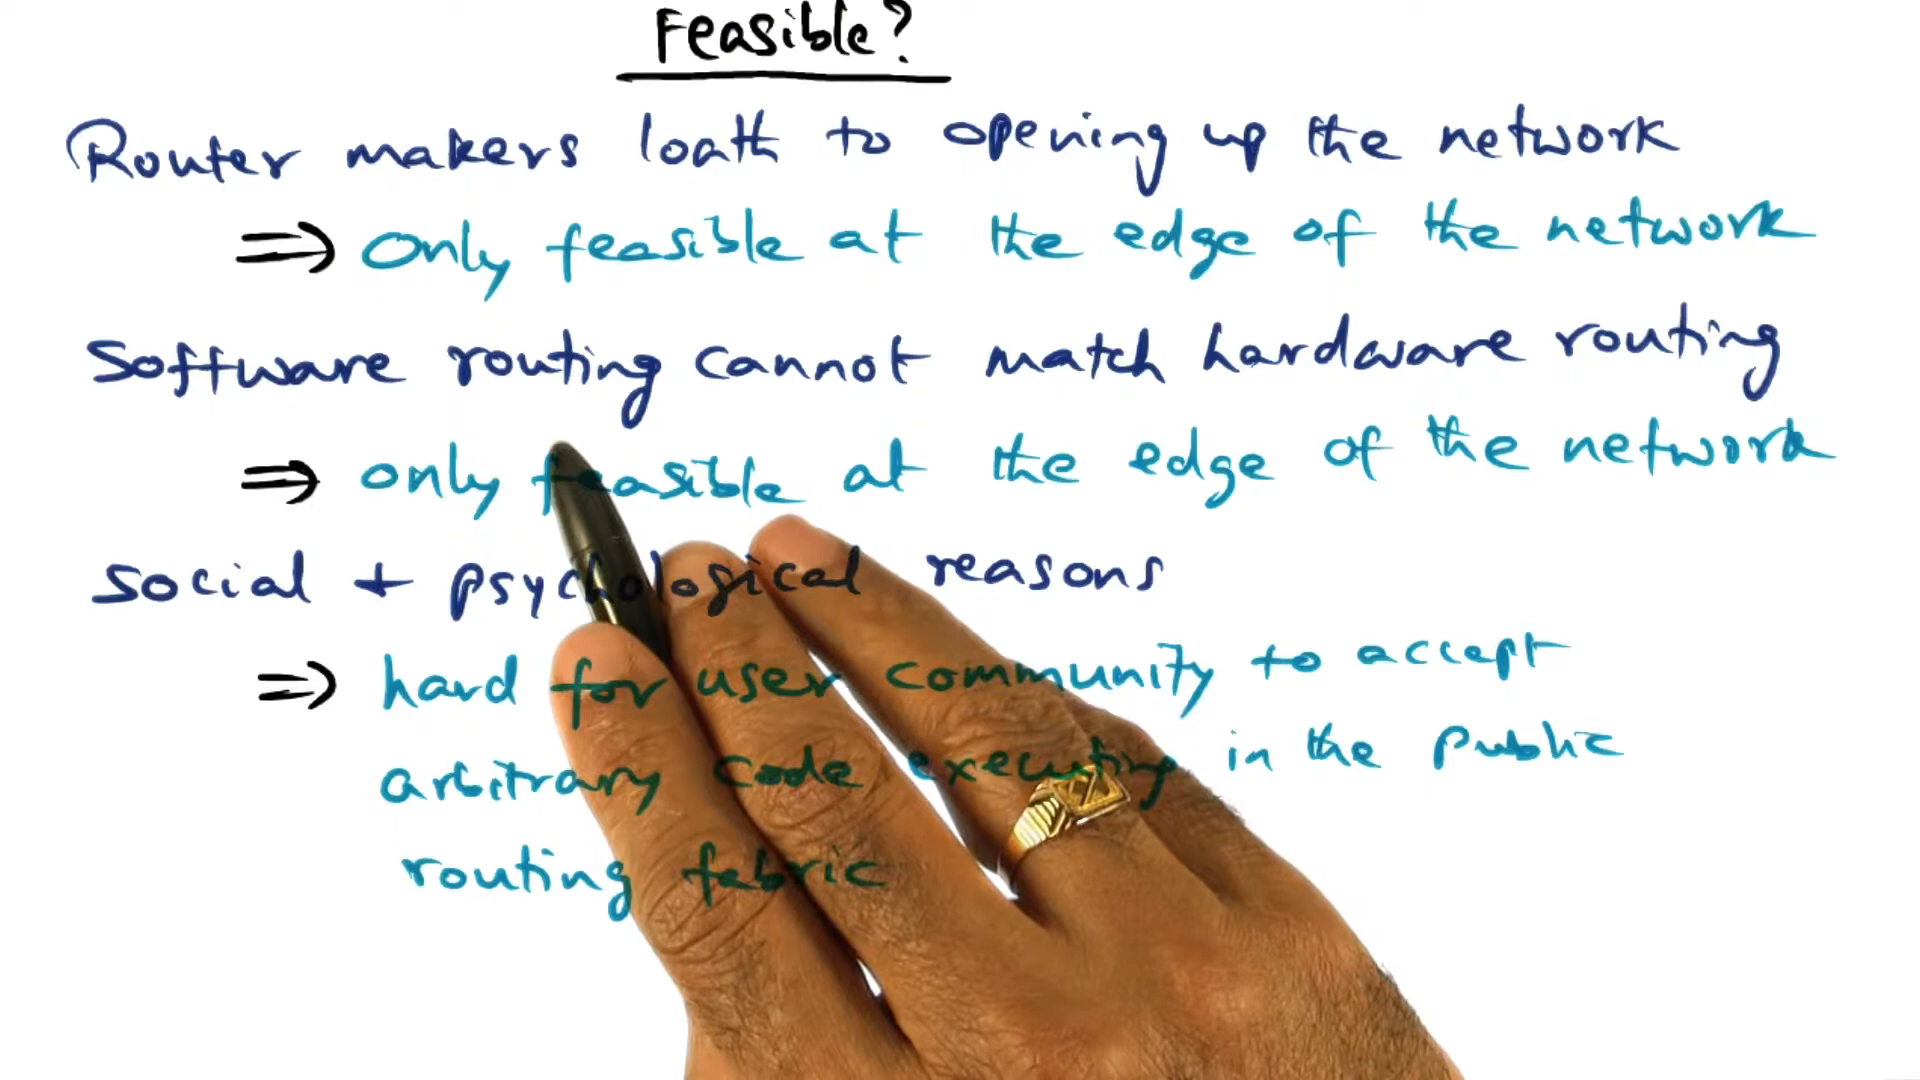 Feasible?
Router makers loath to opening up the network
⇒ Only feasible at the edge of the network
Software routing cannot match hardware routing
⇒ only feasible at the edge of the network
Social + psychological reasons
⇒ hard for user community to accept
arbitrary code executing in the public
routing fabric